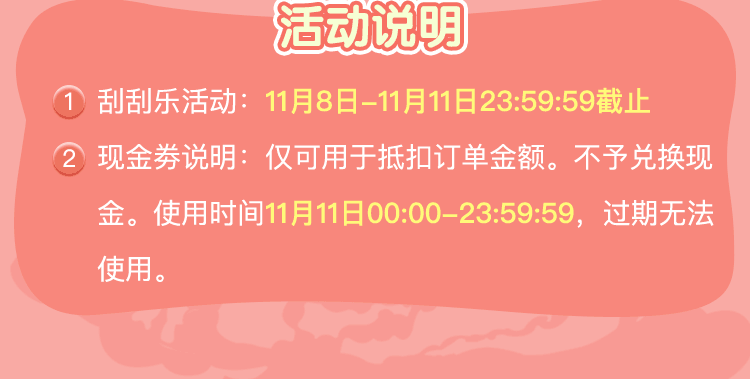 活动说明
1 刮刮乐活动：11月8日-11月11日23:59:59截止
2 现金券说明：仅可用于抵扣订单金额。不予兑换现
金。使用时间11月11日00:00-23:59:59，过期无法
使用。